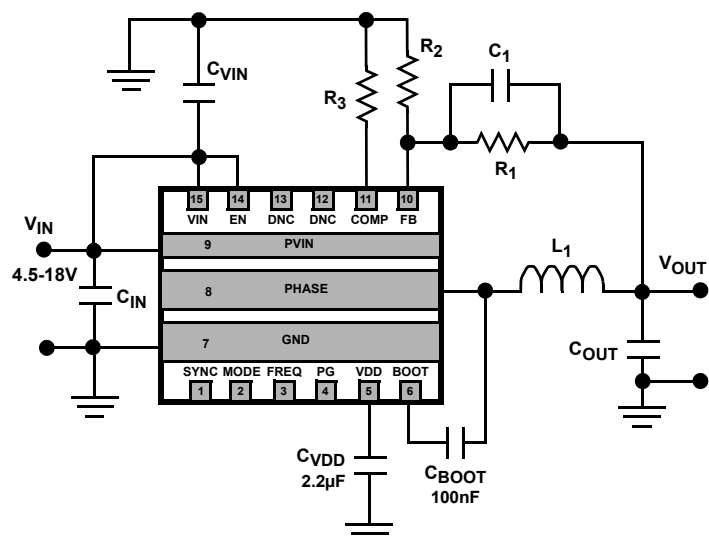 CVIN
R3
R2
C1
R1
15 14 13 12 11 10
VIN EN DNC DNC COMP FB
VIN
4.5-18V
CIN
9 PVIN
8 PHASE
7 GND
L1
VOUT
COUT
SYNC MODE FREQ PG VDD BOOT
1 2 3 4 5 6
CVDD
2.2µF
CBOOT
100nF